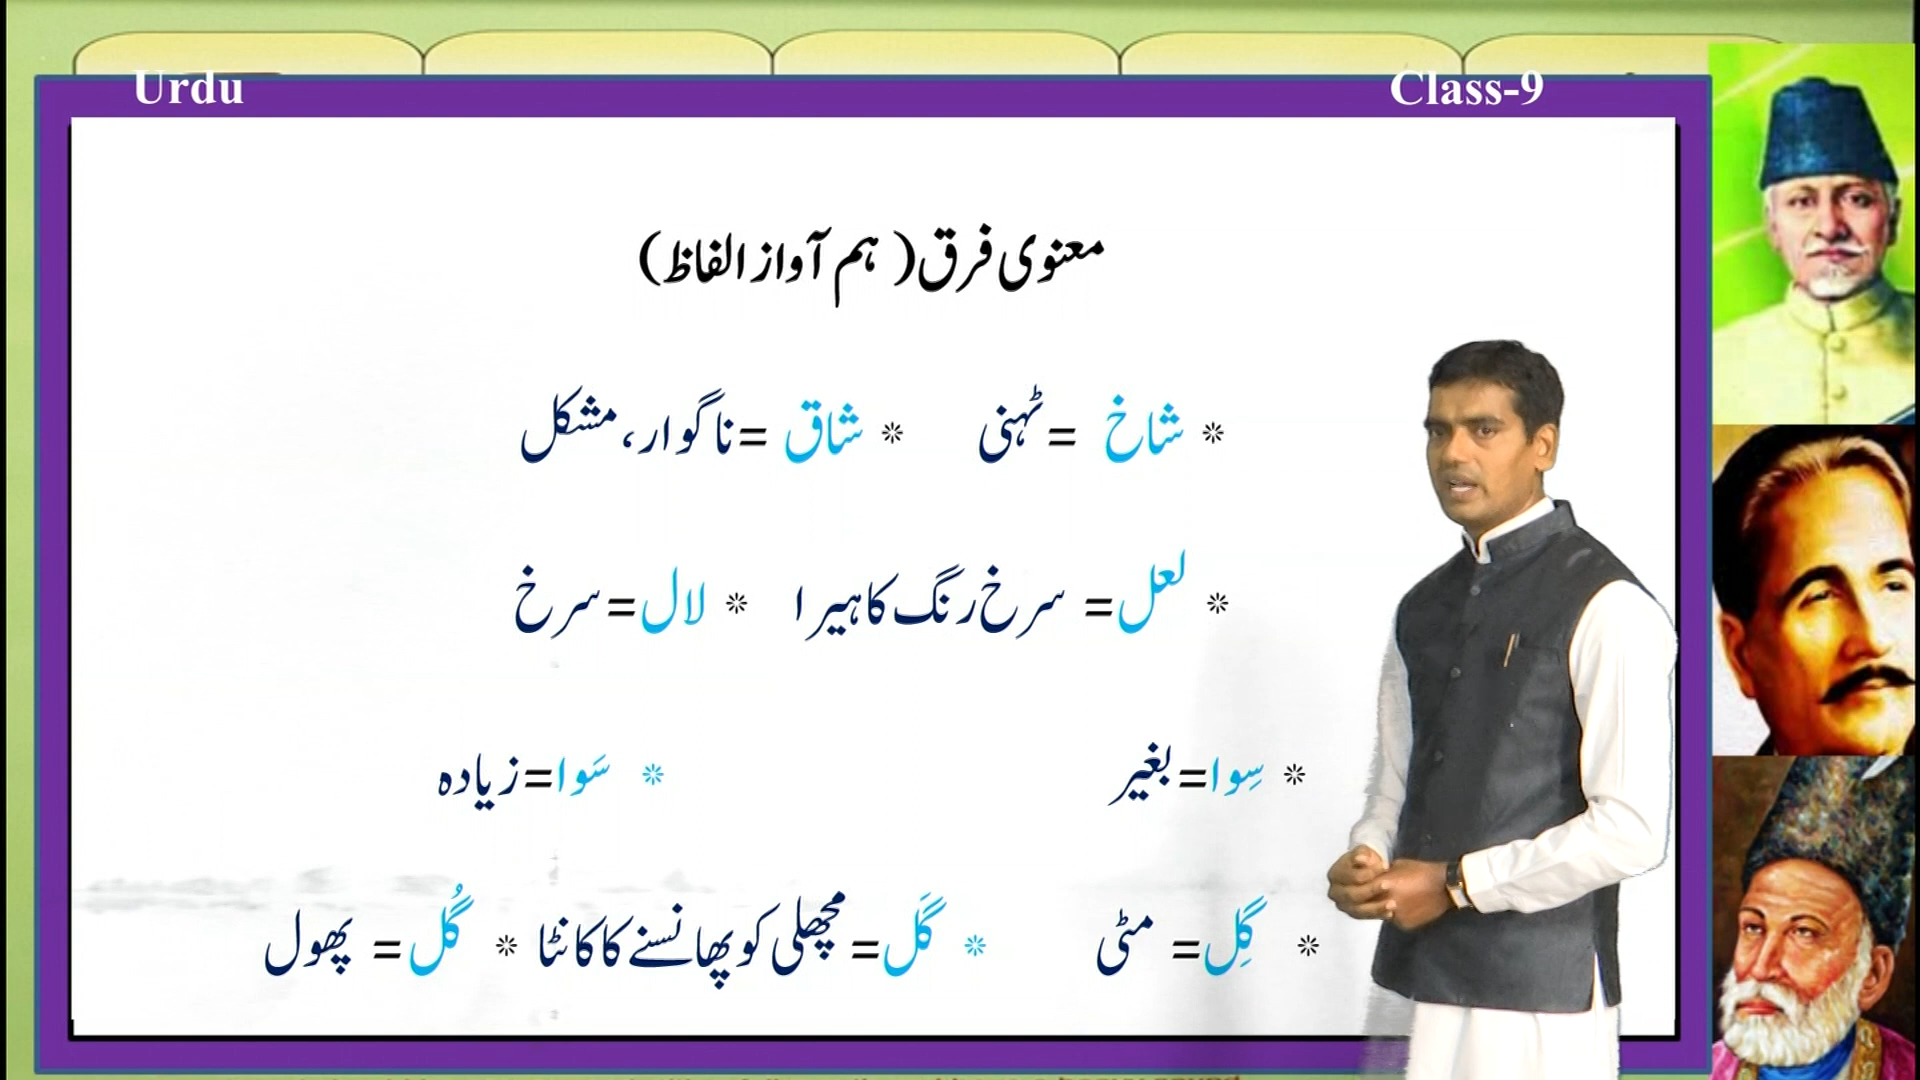 Urdu Class-9
معنوی فرق ( ہم آواز الفاظ )
* شاخ = ٹہنی * شاق = ناگوار، مشکل
* لعل = سرخ رنگ کا ہیرا * لال = سرخ
* سِوا = بغیر * سَوا = زیادہ
* گِل = مٹی * گَل = مچھلی کو پھانسنے کا کانٹا * گُل = پھول